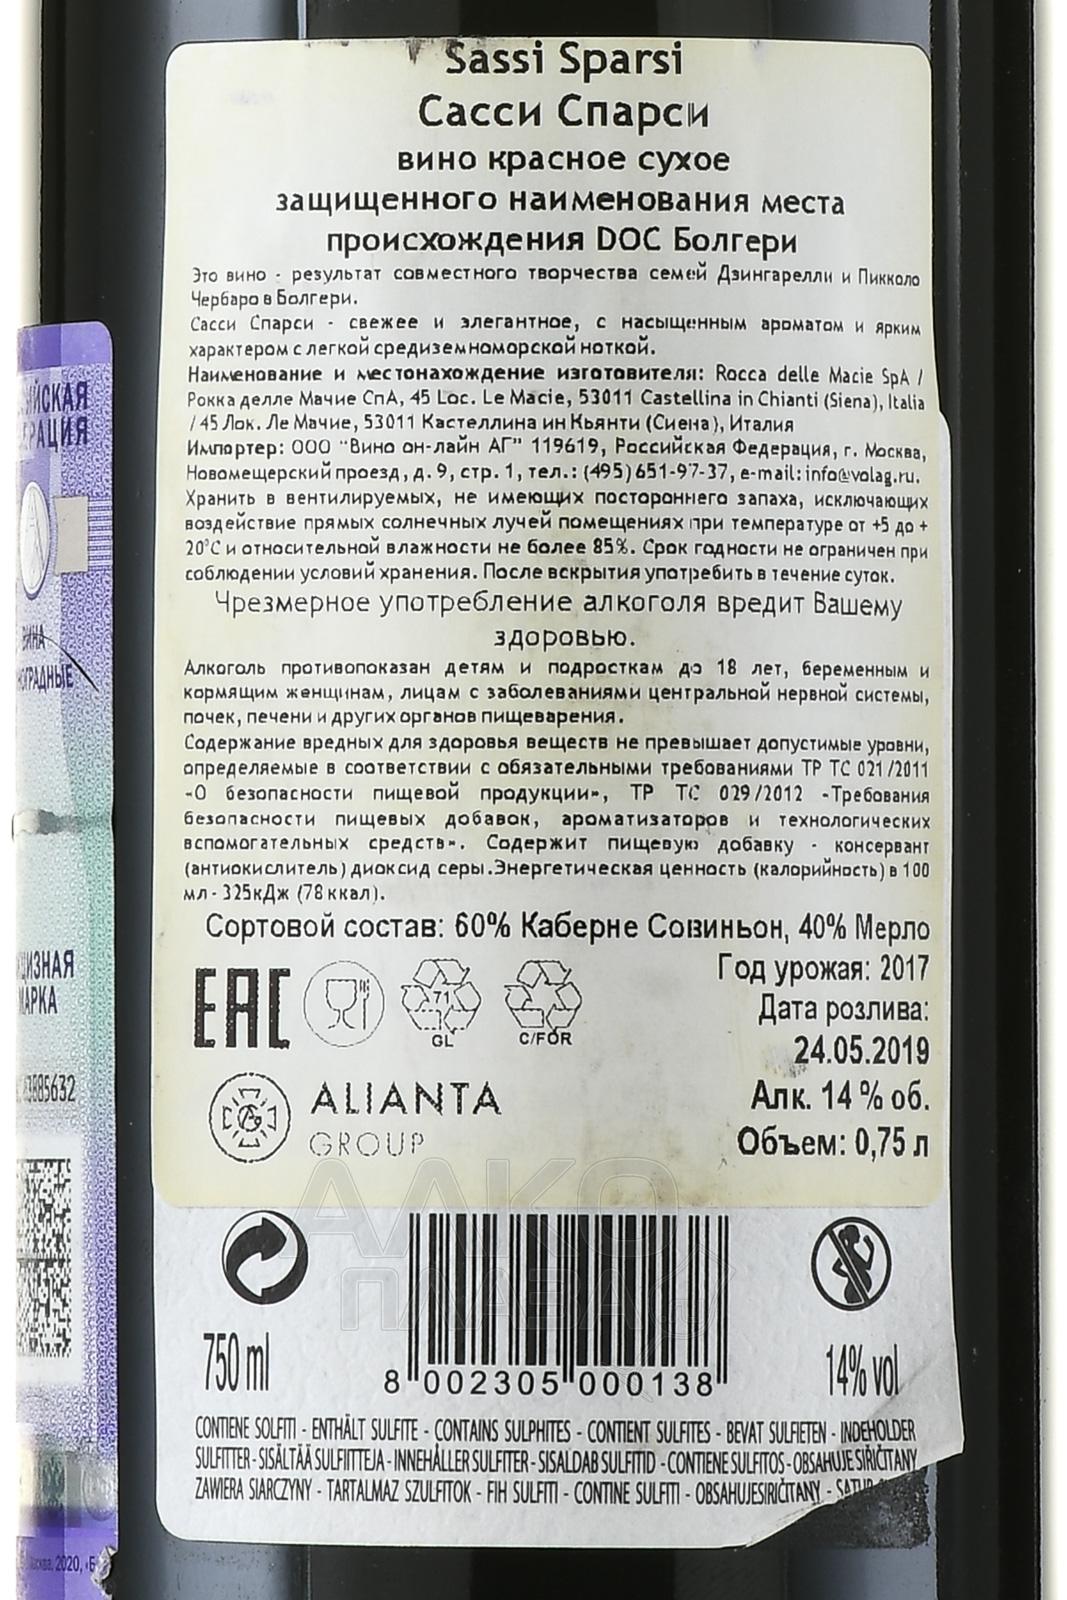 Sassi Sparsi
Сасси Спарси
вино красное сухое
защищенного наименования места
происхождения DOC Болгери
Это вино - результат совместного творчества семей Дзингарелли и Пикколо
Чербаро в Болгери.
Сасси Спарси - свежее и элегантное, с насыщенным ароматом и ярким
характером с легкой средиземноморской ноткой.
Наименование и местонахождение изготовителя: Rocca delle Macie SpA /
Рокка делле Мачие СпА, 45 Loc. Le Macie, 53011 Castellina in Chianti (Siena), Italia
/ 45 Лок. Ле Мачие, 53011 Кастеллина ин Кьянти (Сиена), Италия
Импортер: ООО "Вино он-лайн АГ" 119619, Российская Федерация, г. Москва,
Новомещерский проезд, д. 9, стр. 1, тел.: (495) 651-97-37, e-mail: info@volag.ru.
Хранить в вентилируемых, не имеющих постороннего запаха, исключающих
воздействие прямых солнечных лучей помещениях при температуре от +5 до +
20°С и относительной влажности не более 85%. Срок годности не ограничен при
соблюдении условий хранения. После вскрытия употребить в течение суток.
Чрезмерное употребление алкоголя вредит Вашему
здоровью.
Алкоголь противопоказан детям и подросткам до 18 лет, беременным и
кормящим женщинам, лицам с заболеваниями центральной нервной системы,
почек, печени и других органов пищеварения.
Содержание вредных для здоровья веществ не превышает допустимые уровни,
определяемые в соответствии с обязательными требованиями ТР ТС 021/2011
«О безопасности пищевой продукции», ТР ТС 029/2012 «Требования
безопасности пищевых добавок, ароматизаторов и технологических
вспомогательных средств». Содержит пищевую добавку - консервант
(антиокислитель) диоксид серы.Энергетическая ценность (калорийность) в 100
мл - 325кДж (78 ккал).
Сортовой состав: 60% Каберне Совиньон, 40% Мерло
Год урожая: 2017
Дата розлива:
24.05.2019
Алк. 14 % об.
Объем: 0,75 л
EAC
71
GL
C/FOR
ALIANTA
GROUP
АЛКО
ПЛАЗА
750 ml
8 002305 000138
14% vol
CONTIENE SOLFITI - ENTHÄLT SULFITE - CONTAINS SULPHITES - CONTIENT SULFITES - BEVAT SULFIETEN - INDEHOLDER
SULFITTER - SISÄLTÄÄ SULFIITTEJA - INNEHÅLLER SULFITER - SISALDAB SULFITID - CONTIENE SULFITOS - OBSAHUJE SIŘIČITANY
ZAWIERA SIARCZYNY - TARTALMAZ SZULFITOK - FIH SULFITI - CONTINE SULFITI - OBSAHUJESIRIČITANY -
ВИНА
МАРКА
2020,